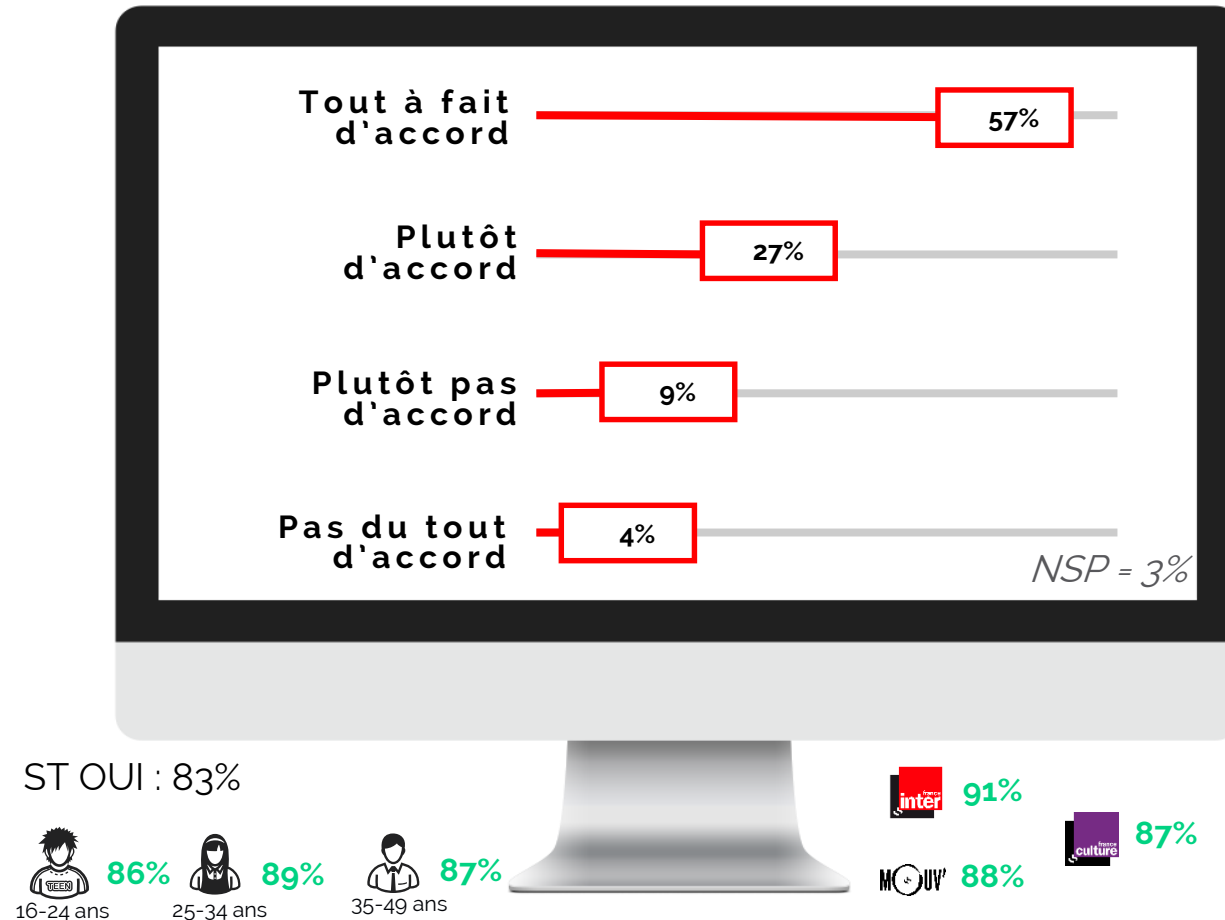 Tout à fait
d'accord
57%
Plutôt
d'accord
27%
Plutôt pas
d'accord
9%
Pas du tout
d'accord
4%
NSP = 3%
ST OUI : 83%
TEEN
86%
16-24 ans
89%
25-34 ans
87%
35-49 ans
france
inter
91%
MOUV'
88%
france
culture
87%